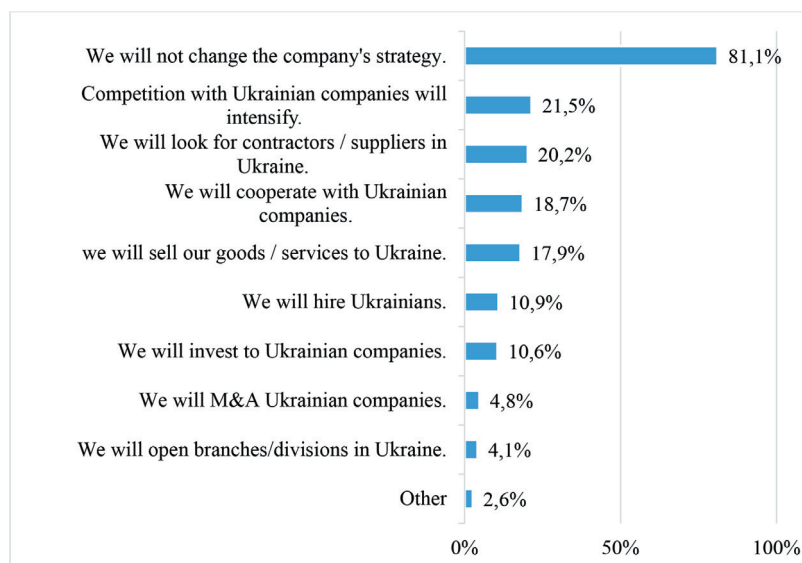 We will not change the company's strategy.
81,1%
Competition with Ukrainian companies will
intensify.
21,5%
We will look for contractors / suppliers in
Ukraine.
20,2%
We will cooperate with Ukrainian
companies.
18,7%
we will sell our goods / services to Ukraine.
17,9%
We will hire Ukrainians.
10,9%
We will invest to Ukrainian companies.
10,6%
We will M&A Ukrainian companies.
4,8%
We will open branches/divisions in Ukraine.
4,1%
Other
2,6%
0%
50%
100%